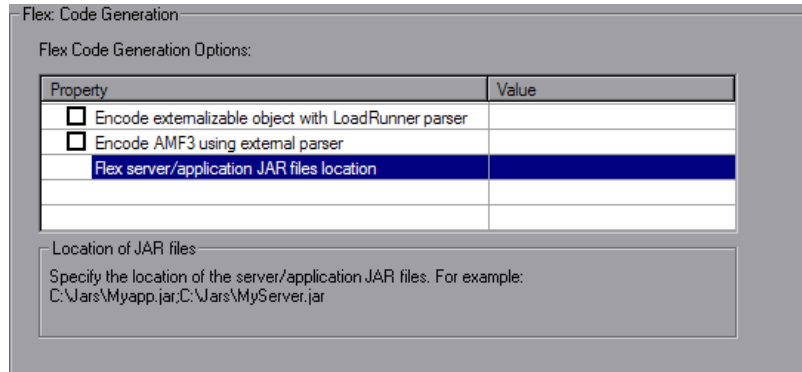 Flex: Code Generation
Flex Code Generation Options:
Property Value
Encode externalizable object with LoadRunner parser
Encode AMF3 using external parser
Flex server/application JAR files location
Location of JAR files
Specify the location of the server/application JAR files. For example:
C:\Jars\Myapp.jar;C:\Jars\MyServer.jar